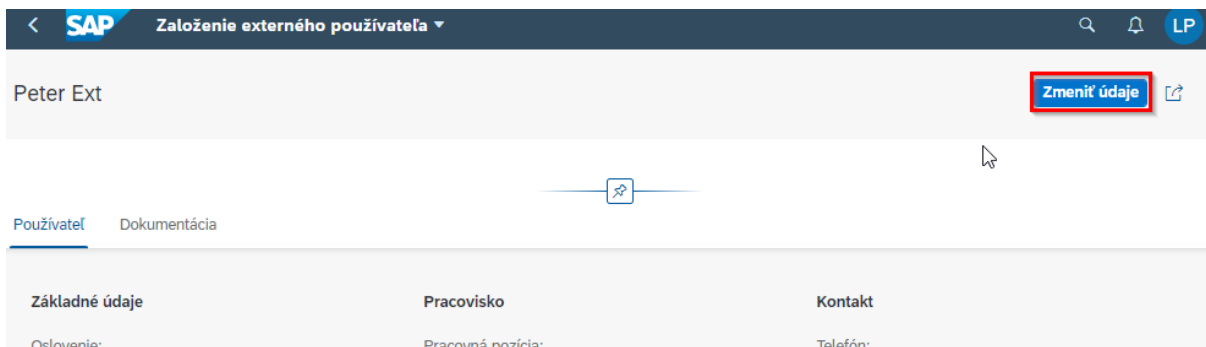 SAP Založenie externého používateľa
LP
Peter Ext
Zmeniť údaje
Používateľ Dokumentácia
Základné údaje Pracovisko Kontakt
Oslovenie: Pracovná pozícia: Telefón: